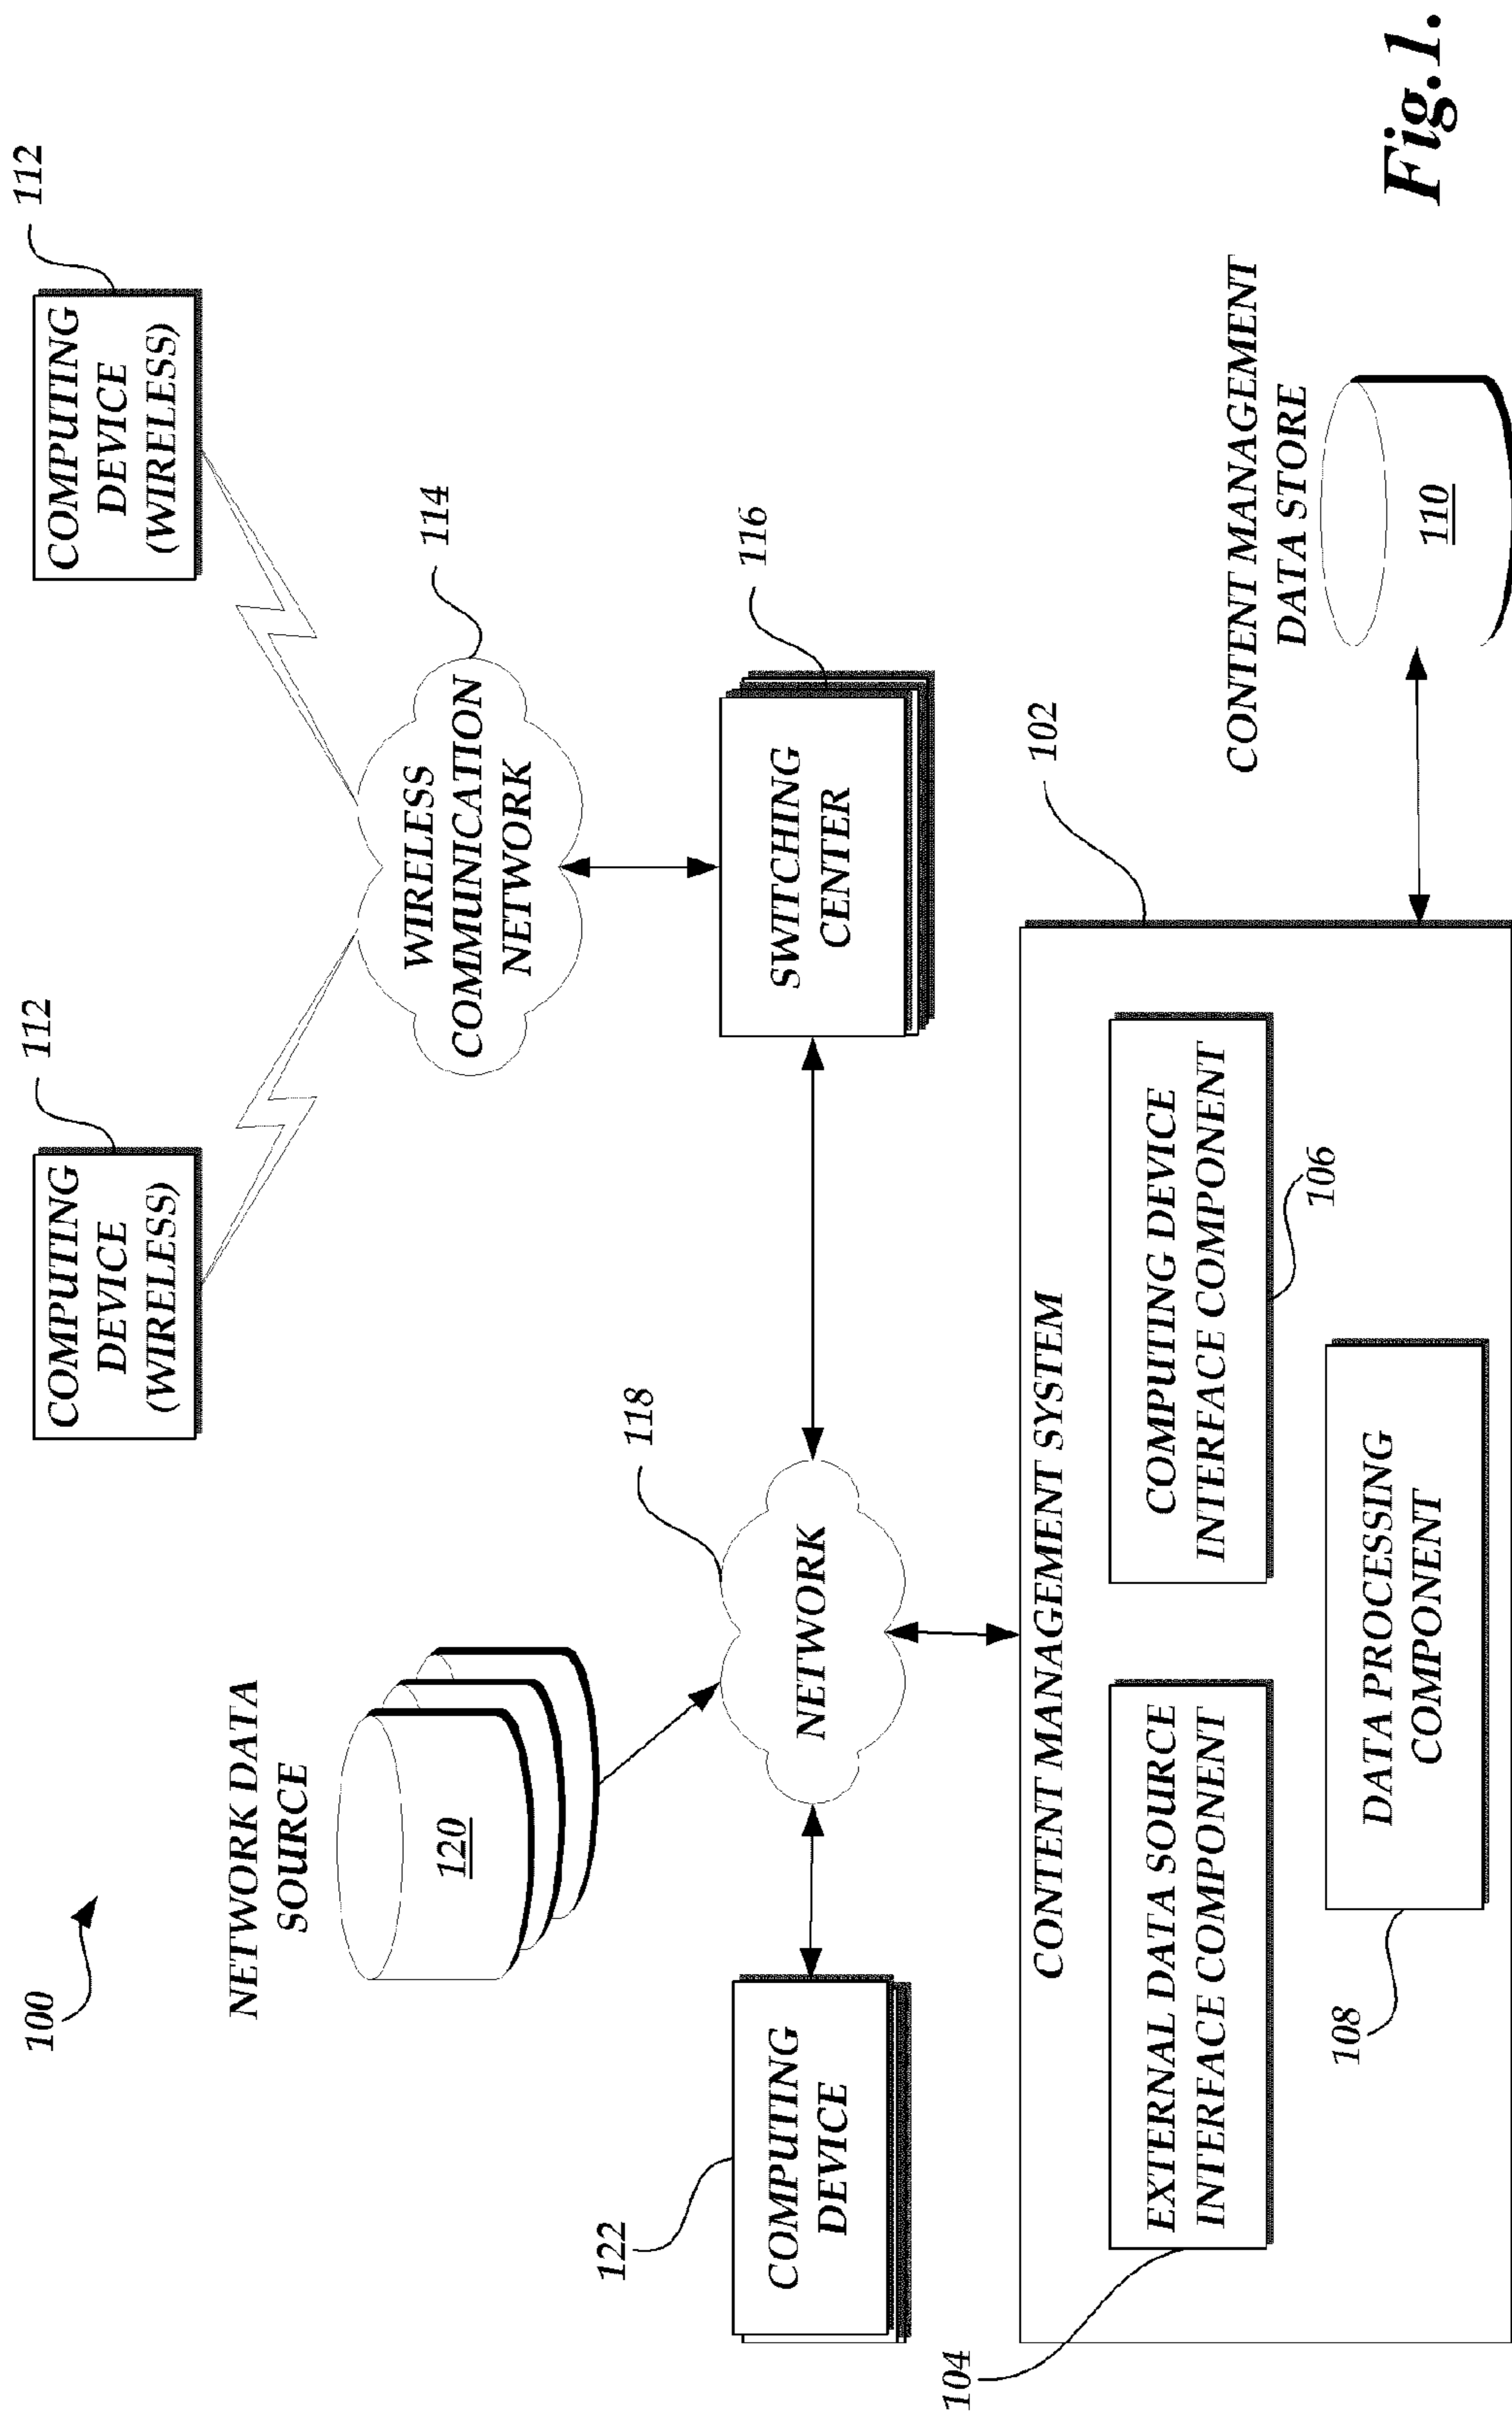 100
112
112
COMPUTING
DEVICE
(WIRELESS)
COMPUTING
DEVICE
(WIRELESS)
NETWORK DATA
SOURCE
120
WIRELESS
COMMUNICATION
NETWORK
114
122
118
116
COMPUTING
DEVICE
NETWORK
SWITCHING
CENTER
104
102
CONTENT MANAGEMENT SYSTEM
EXTERNAL DATA SOURCE
INTERFACE COMPONENT
COMPUTING DEVICE
INTERFACE COMPONENT
106
108
DATA PROCESSING
COMPONENT
CONTENT MANAGEMENT
DATA STORE
110
Fig.1.